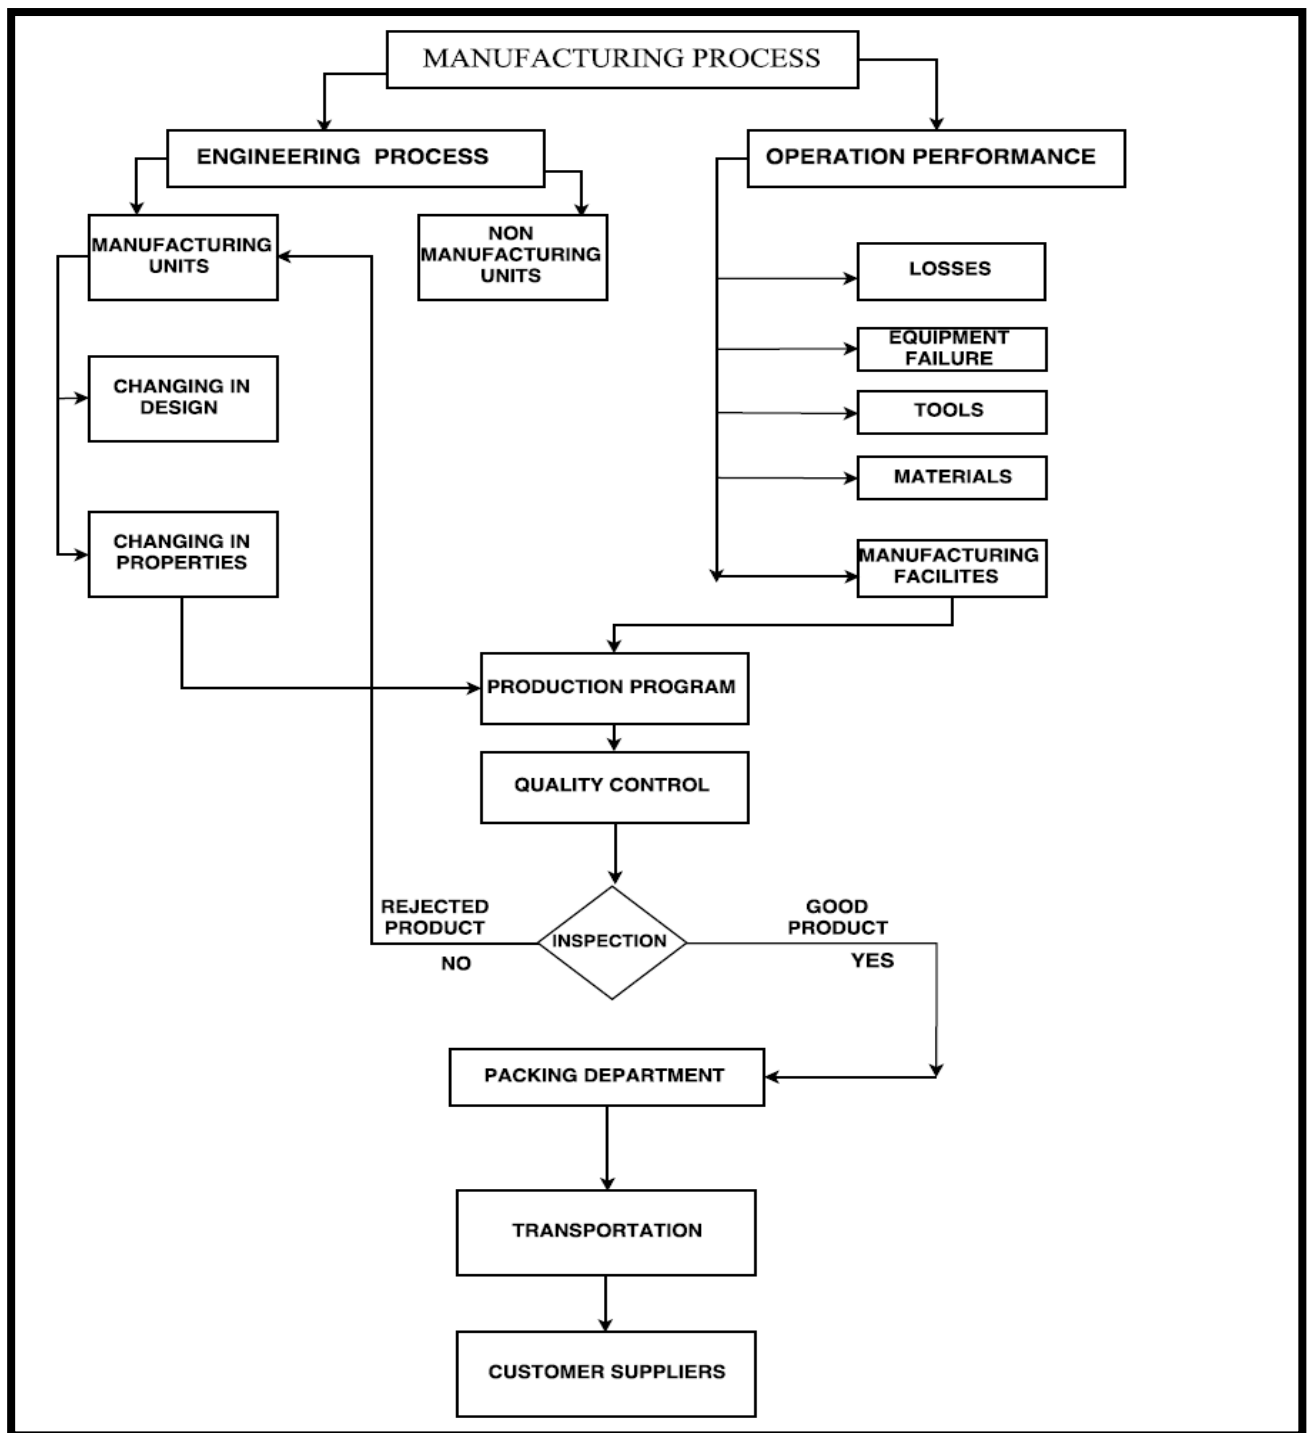 MANUFACTURING PROCESS
ENGINEERING PROCESS
OPERATION PERFORMANCE
MANUFACTURING
UNITS
NON
MANUFACTURING
UNITS
LOSSES
EQUIPMENT
FAILURE
CHANGING IN
DESIGN
TOOLS
MATERIALS
CHANGING IN
PROPERTIES
MANUFACTURING
FACILITES
PRODUCTION PROGRAM
QUALITY CONTROL
REJECTED
PRODUCT
NO
INSPECTION
GOOD
PRODUCT
YES
PACKING DEPARTMENT
TRANSPORTATION
CUSTOMER SUPPLIERS